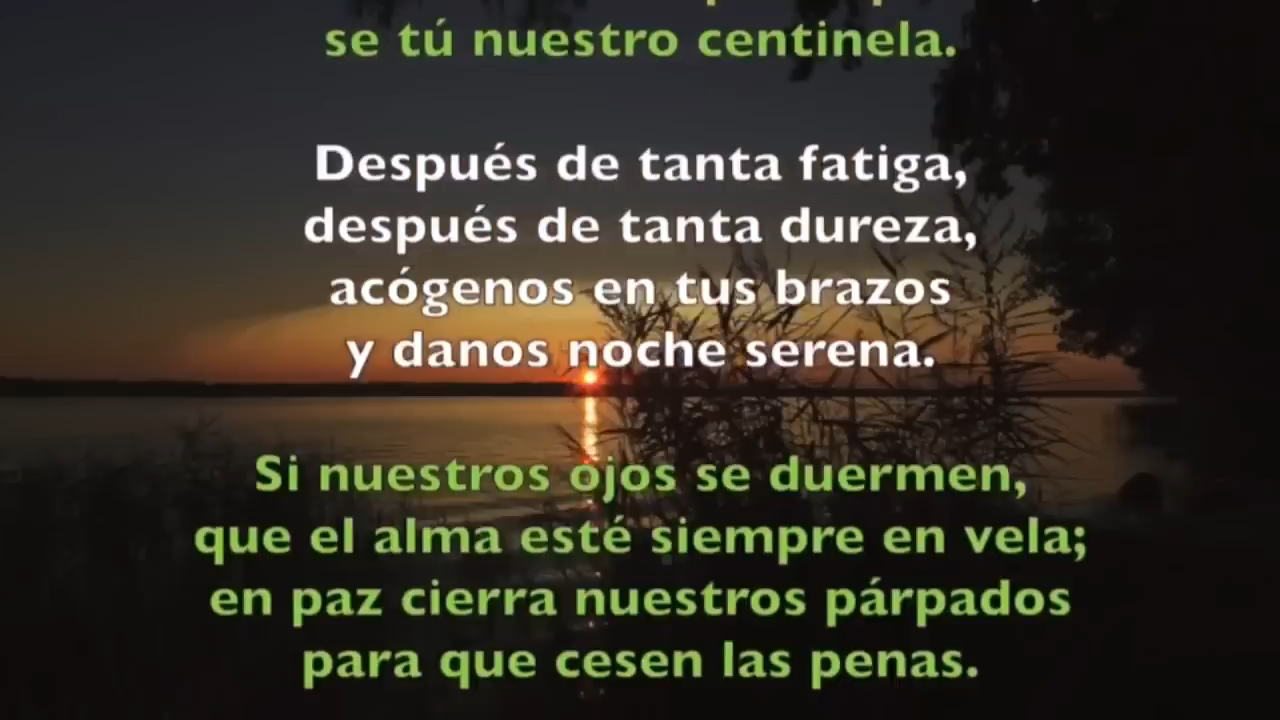 se tú nuestro centinela.
Después de tanta fatiga,
después de tanta dureza,
acógenos en tus brazos
y danos noche serena.
Si nuestros ojos se duermen,
que el alma esté siempre en vela;
en paz cierra nuestros párpados
para que cesen las penas.